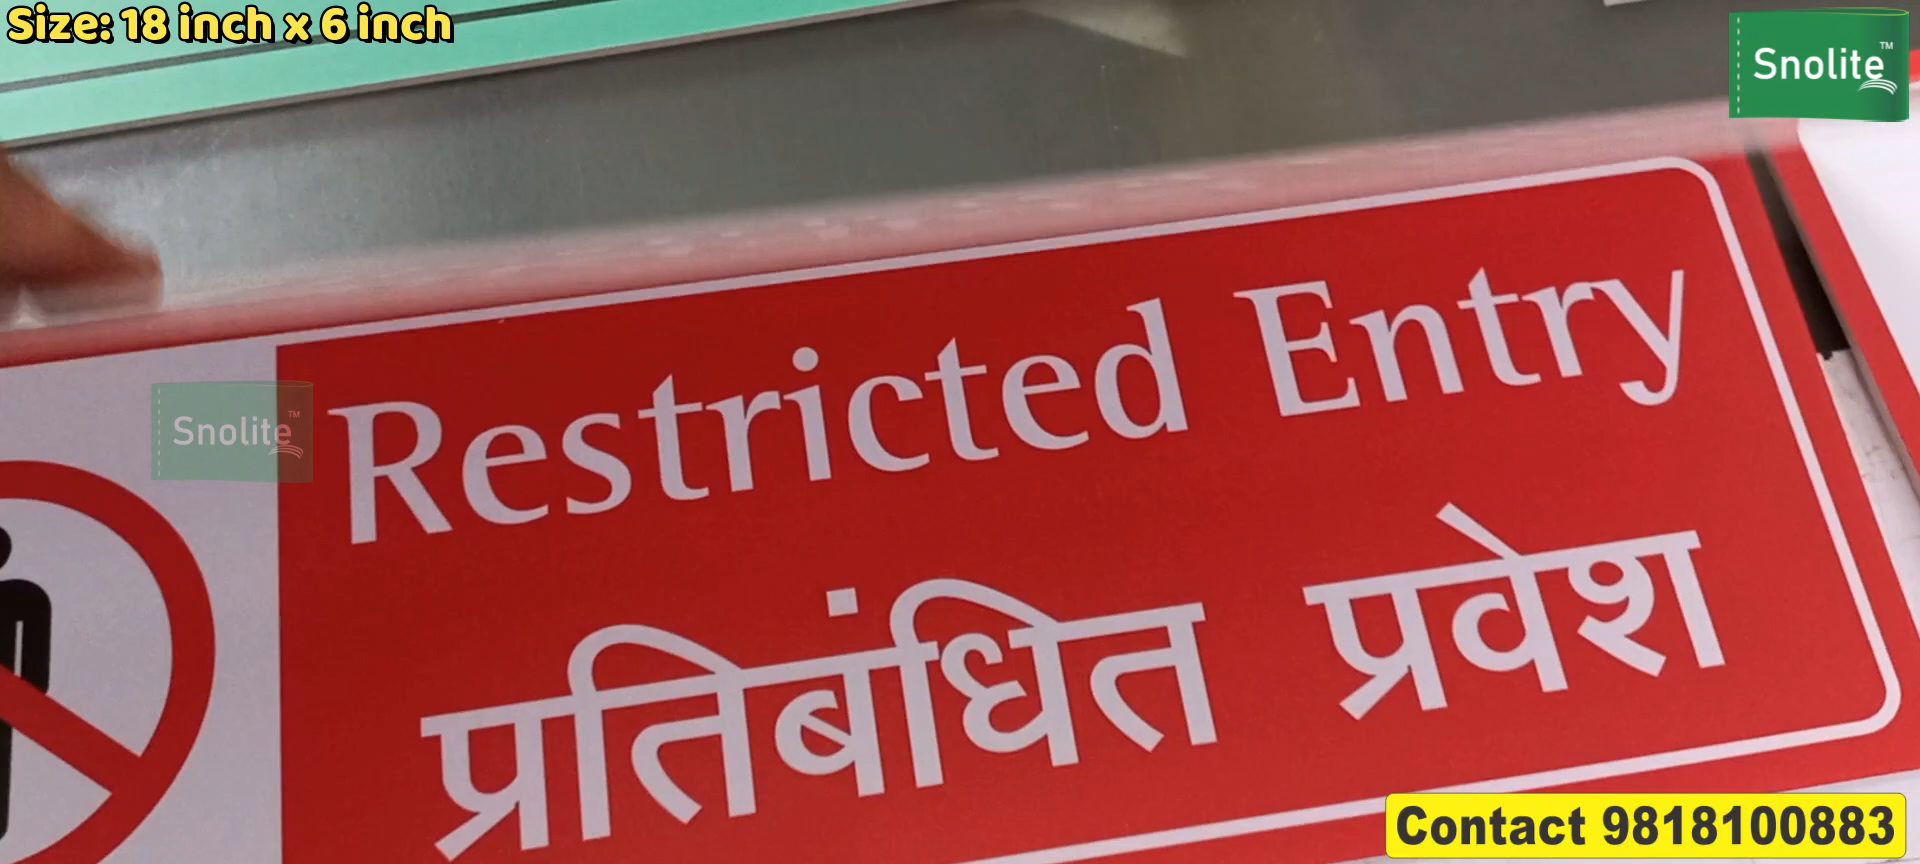 Size: 18 inch x 6 inch
Snolite™
Restricted Entry
Snolite™
प्रतिबंधित प्रवेश
Contact 9818100883